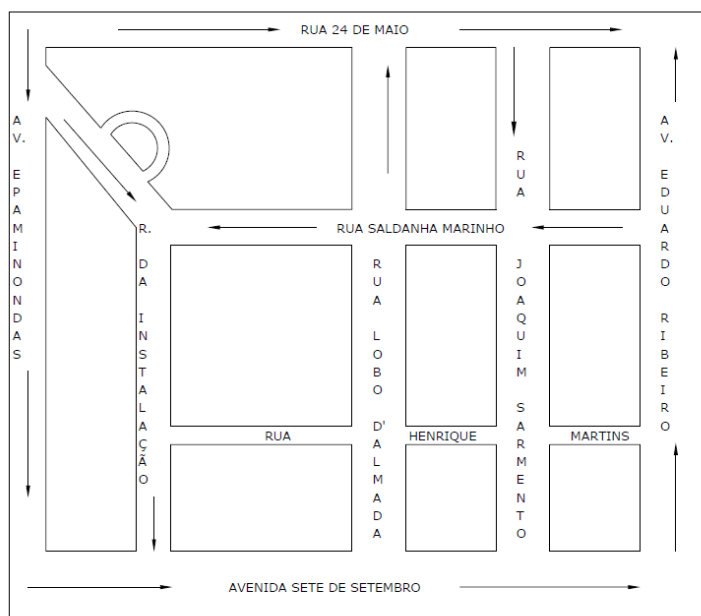 RUA 24 DE MAIO
AV. EPAMINONDAS
R. DA INSTALAÇÃO
RUA SALDANHA MARINHO
RUA LOBO D'ALMADA
RUA JOAQUIM SARMENTO
AV. EDUARDO RIBEIRO
RUA HENRIQUE MARTINS
AVENIDA SETE DE SETEMBRO